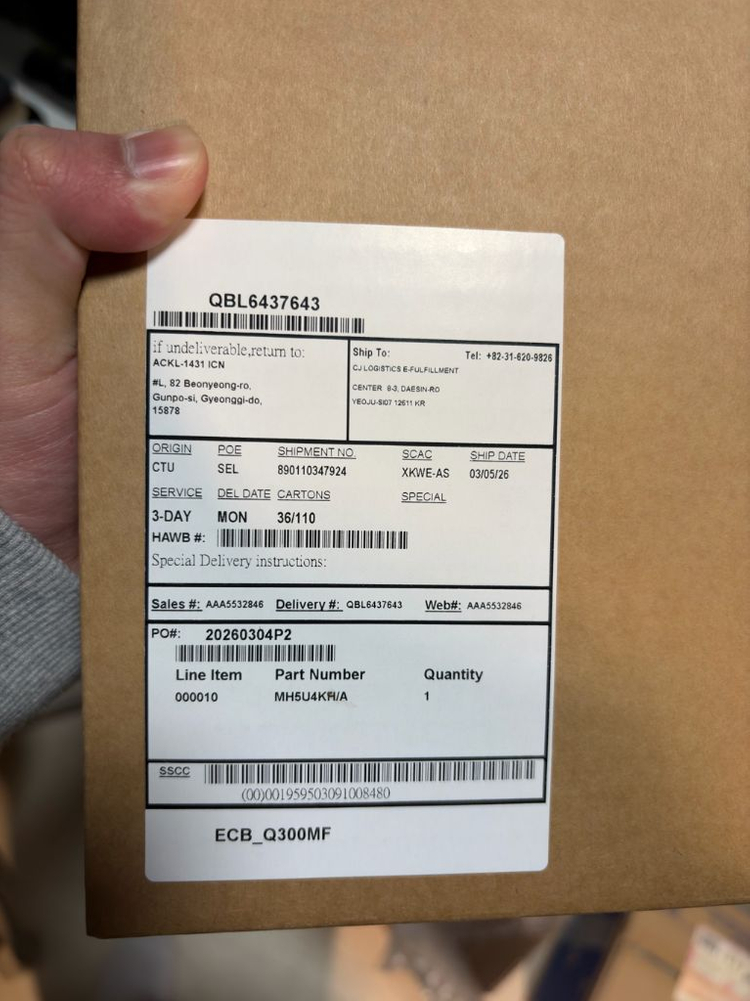 QBL6437643
if undeliverable,return to:
ACKL-1431 ICN
#L, 82 Beonyeong-ro,
Gunpo-si, Gyeonggi-do,
15878
Ship To: Tel: +82-31-620-9826
CJ LOGISTICS E-FULFILLMENT
CENTER 8-3, DAESIN-RO
YEOJU-SI07 12611 KR
ORIGIN POE SHIPMENT NO. SCAC SHIP DATE
CTU SEL 890110347924 XKWE-AS 03/05/26
SERVICE DEL DATE CARTONS SPECIAL
3-DAY MON 36/110
HAWB #:
Special Delivery instructions:
Sales #: AAA5532846 Delivery #: QBL6437643 Web#: AAA5532846
PO#: 20260304P2
Line Item Part Number Quantity
000010 MH5U4KH/A 1
SSCC
(00)001959503091008480
ECB_Q300MF